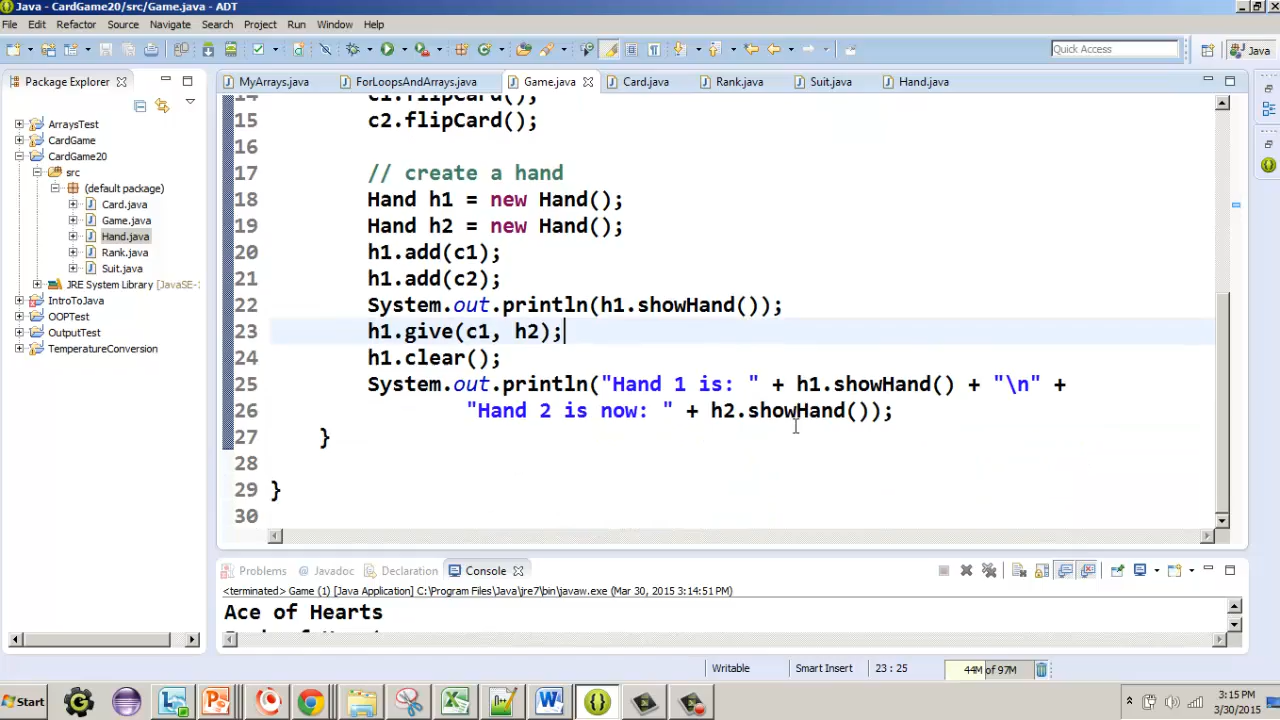 Java - CardGame20/src/Game.java - ADT
File Edit Refactor Source Navigate Search Project Run Window Help
Quick Access
Java
Package Explorer
MyArrays.java ForLoopsAndArrays.java Game.java Card.java Rank.java Suit.java Hand.java
ArraysTest
CardGame
CardGame20
src
(default package)
Card.java
Game.java
Hand.java
Rank.java
Suit.java
JRE System Library [JavaSE-
IntroToJava
OOPTest
OutputTest
TemperatureConversion
14 c1.flipCard();
15 c2.flipCard();
16
17 // create a hand
18 Hand h1 = new Hand();
19 Hand h2 = new Hand();
20 h1.add(c1);
21 h1.add(c2);
22 System.out.println(h1.showHand());
23 h1.give(c1, h2);
24 h1.clear();
25 System.out.println("Hand 1 is: " + h1.showHand() + "\n" +
26 "Hand 2 is now: " + h2.showHand());
27 }
28
29 }
30
Problems @ Javadoc Declaration Console
<terminated> Game (1) [Java Application] C:\Program Files\Java\jre7\bin\javaw.exe (Mar 30, 2015 3:14:51 PM)
Ace of Hearts
Writable Smart Insert 23 : 25 44M of 97M
Start
3:15 PM
3/30/2015